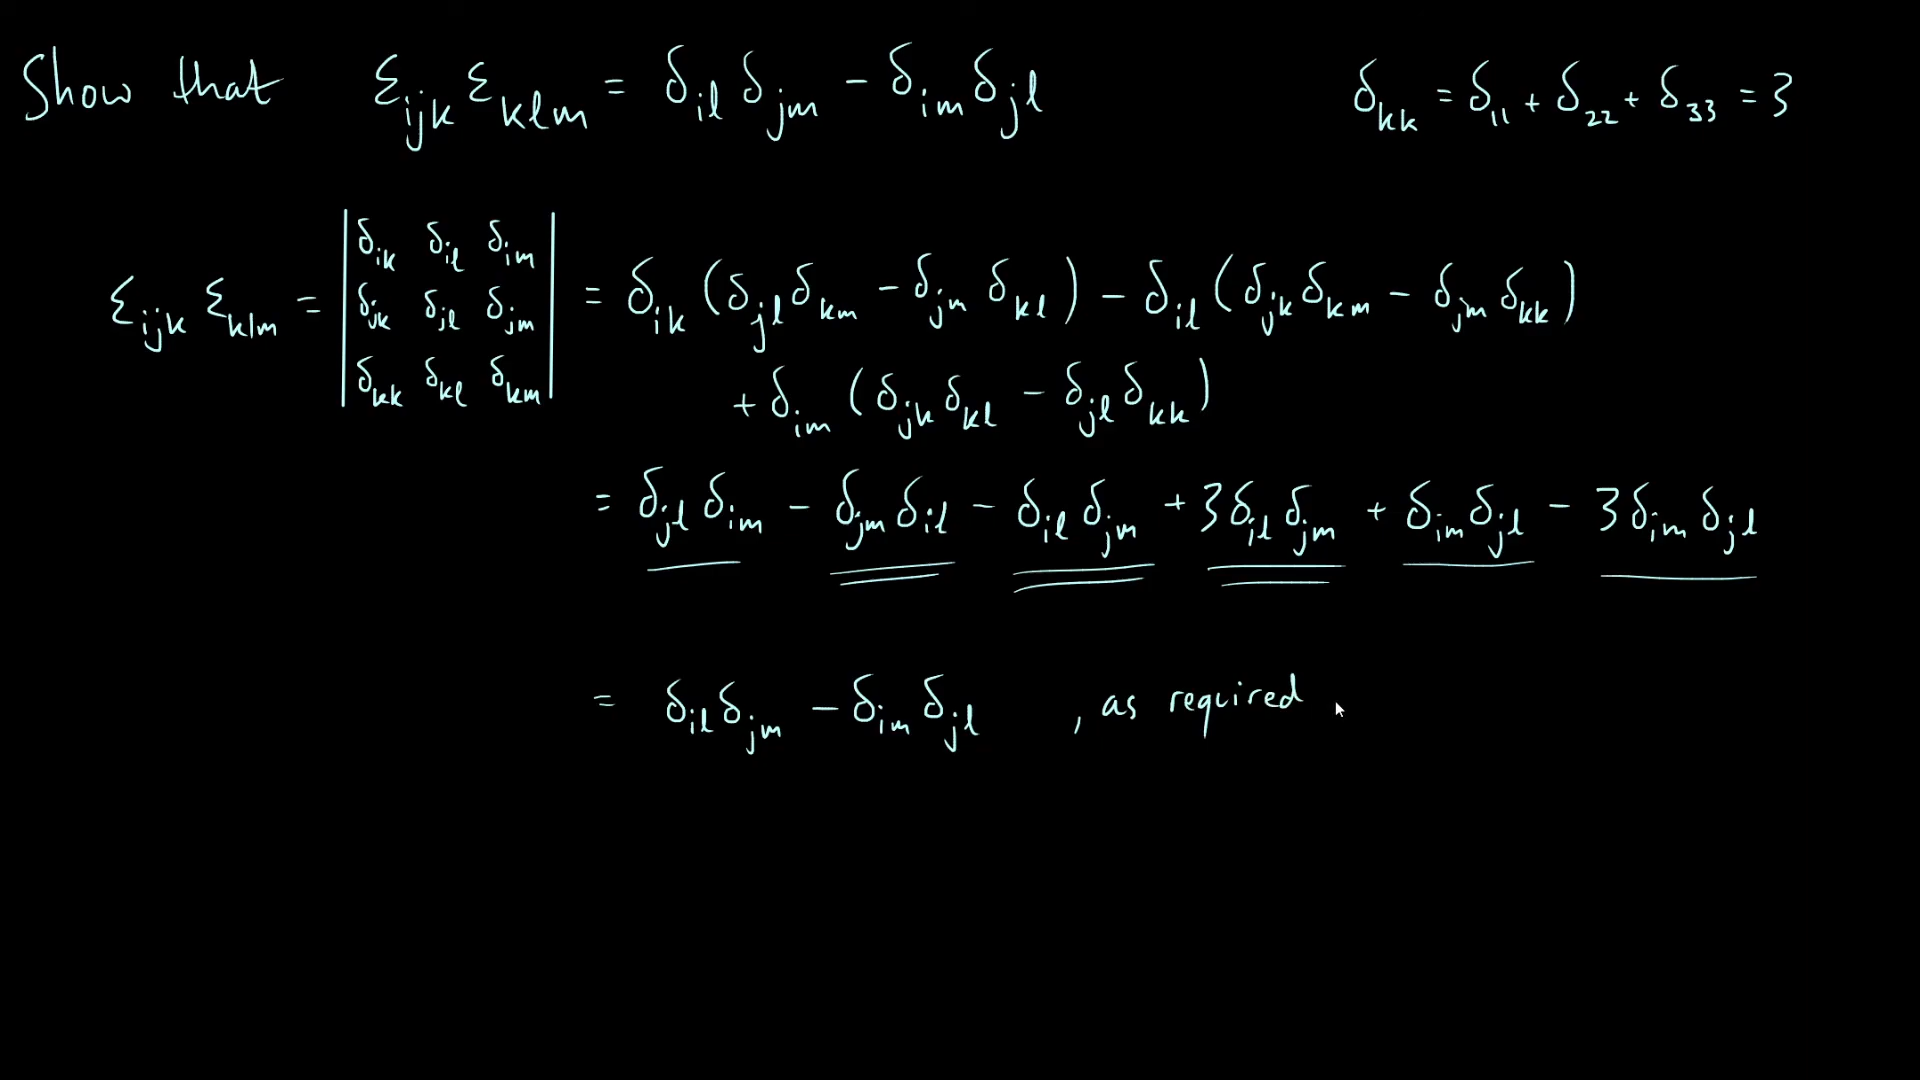 Show that ε_ijk ε_klm = δ_il δ_jm − δ_im δ_jl    δ_kk = δ_11 + δ_22 + δ_33 = 3
ε_ijk ε_klm = | δ_ik δ_il δ_im | = δ_ik (δ_jl δ_km − δ_jm δ_kl) − δ_il (δ_jk δ_km − δ_jm δ_kk)
| δ_jk δ_jl δ_jm |
| δ_kk δ_kl δ_km | + δ_im (δ_jk δ_kl − δ_jl δ_kk)
= δ_jl δ_im − δ_jm δ_il − δ_il δ_jm + 3δ_il δ_jm + δ_im δ_jl − 3δ_im δ_jl
= δ_il δ_jm − δ_im δ_jl , as required .